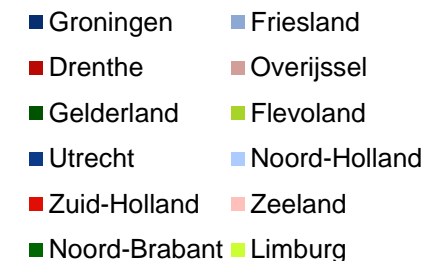 Groningen Friesland
Drenthe Overijssel
Gelderland Flevoland
Utrecht Noord-Holland
Zuid-Holland Zeeland
Noord-Brabant Limburg